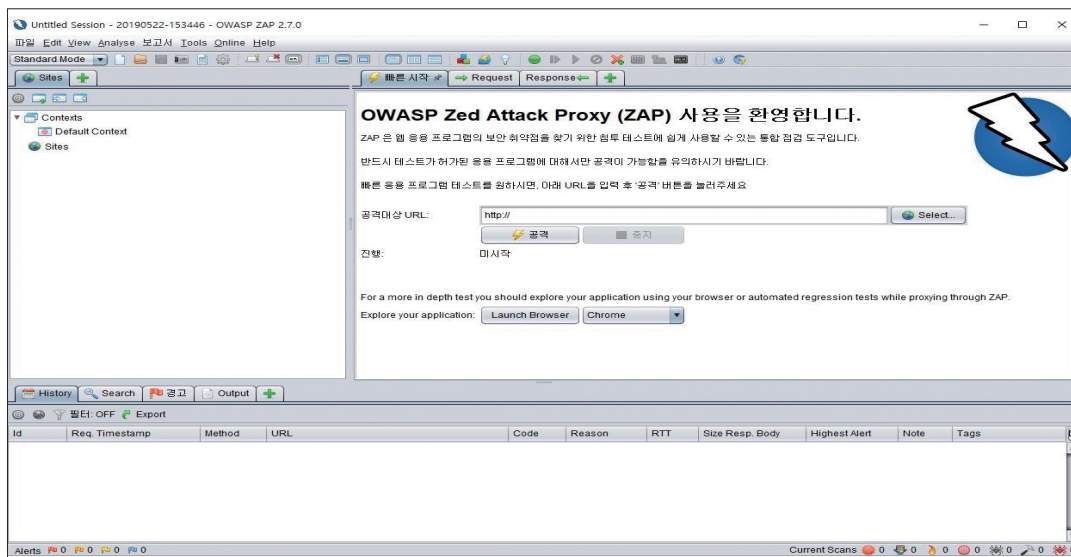 Untitled Session - 20190522-153446 - OWASP ZAP 2.7.0
파일 Edit View Analyse 보고서 Tools Online Help
Standard Mode
Sites
빠른 시작 Request Response
Contexts
Default Context
Sites
OWASP Zed Attack Proxy (ZAP) 사용을 환영합니다.
ZAP 은 웹 응용 프로그램의 보안 취약점을 찾기 위한 침투 테스트에 쉽게 사용할 수 있는 통합 점검 도구입니다.
반드시 테스트가 허가된 응용 프로그램에 대해서만 공격이 가능함을 유의하시기 바랍니다.
빠른 응용 프로그램 테스트를 원하시면, 아래 URL을 입력 후 '공격' 버튼을 눌러주세요
공격대상 URL: http:// Select...
공격 중지
진행: 미시작
For a more in depth test you should explore your application using your browser or automated regression tests while proxying through ZAP.
Explore your application: Launch Browser Chrome
History Search 경고 Output
필터: OFF Export
Id Req. Timestamp Method URL Code Reason RTT Size Resp. Body Highest Alert Note Tags
Alerts 0 0 0 0 Current Scans 0 0 0 0 0 0